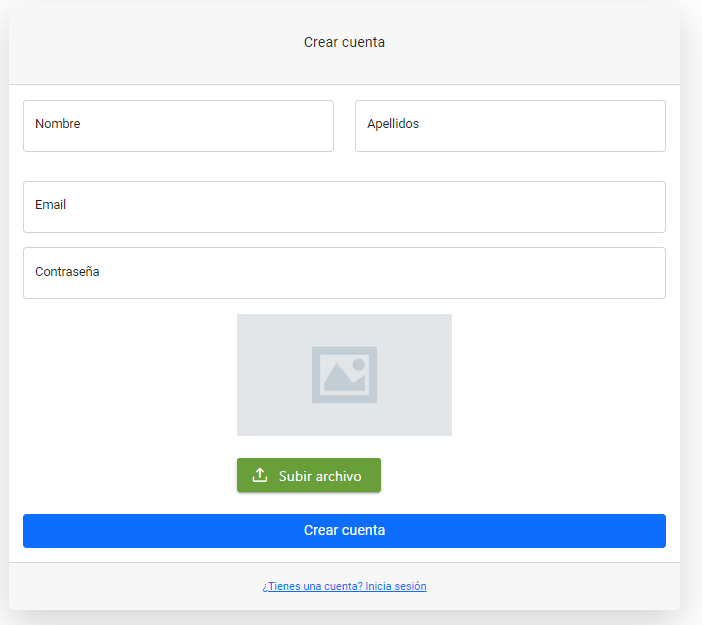 Crear cuenta
Nombre
Apellidos
Email
Contraseña
Subir archivo
Crear cuenta
¿Tienes una cuenta? Inicia sesión